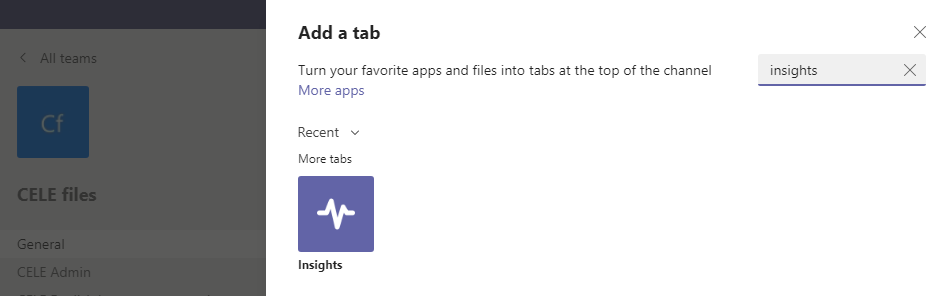 All teams
Cf
CELE files
General
CELE Admin
Add a tab
Turn your favorite apps and files into tabs at the top of the channel
More apps
insights
Recent
More tabs
Insights